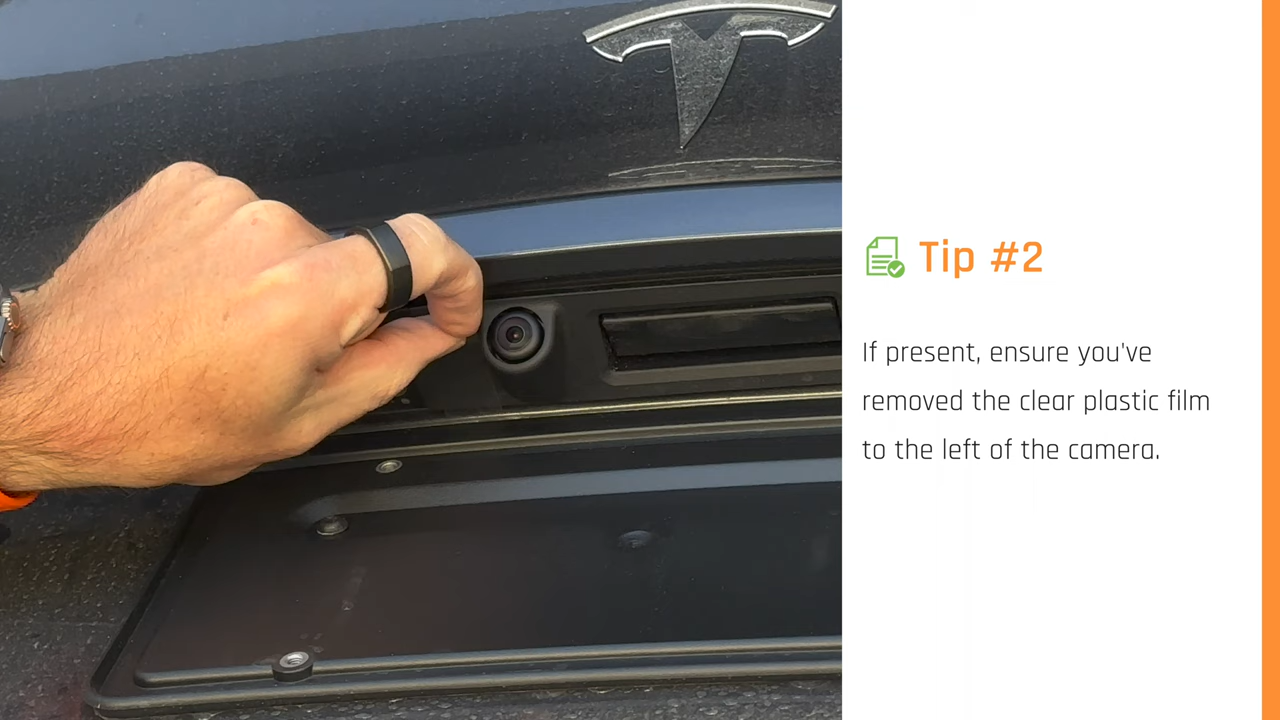 Tip #2
If present, ensure you've
removed the clear plastic film
to the left of the camera.